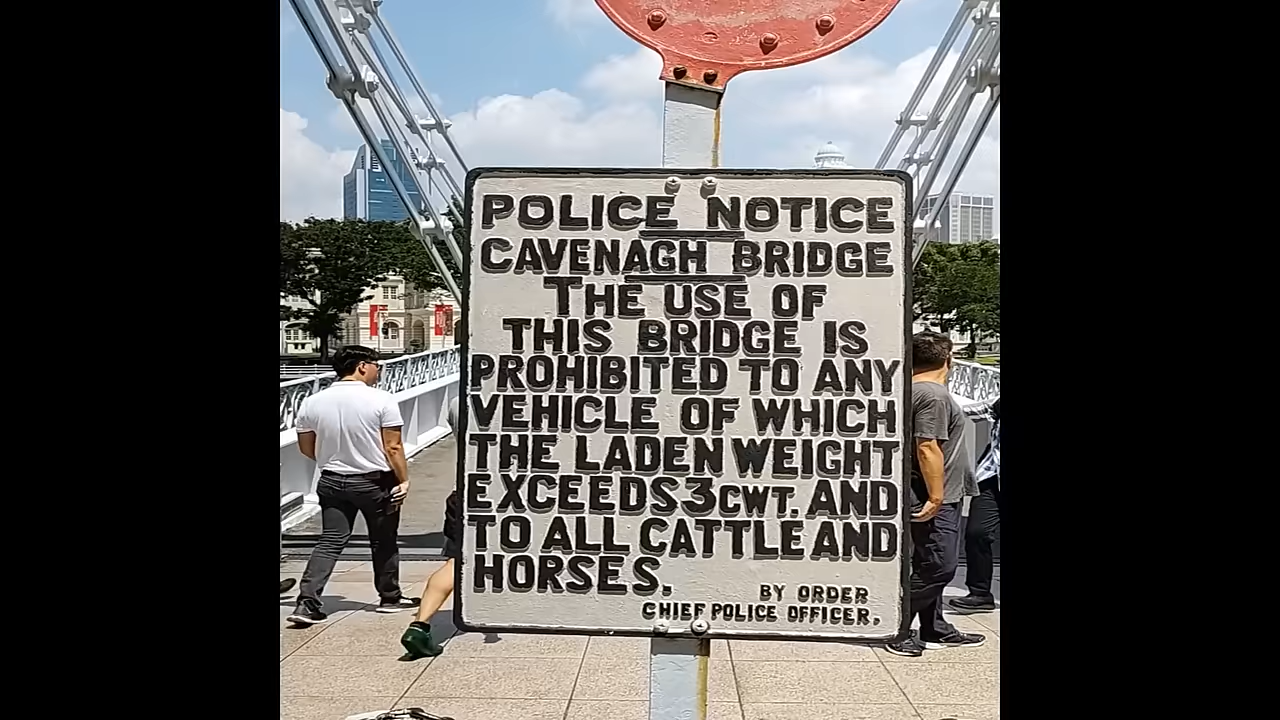 POLICE NOTICE
CAVENAGH BRIDGE
THE USE OF
THIS BRIDGE IS
PROHIBITED TO ANY
VEHICLE OF WHICH
THE LADEN WEIGHT
EXCEEDS 3 CWT. AND
TO ALL CATTLE AND
HORSES.
BY ORDER
CHIEF POLICE OFFICER.